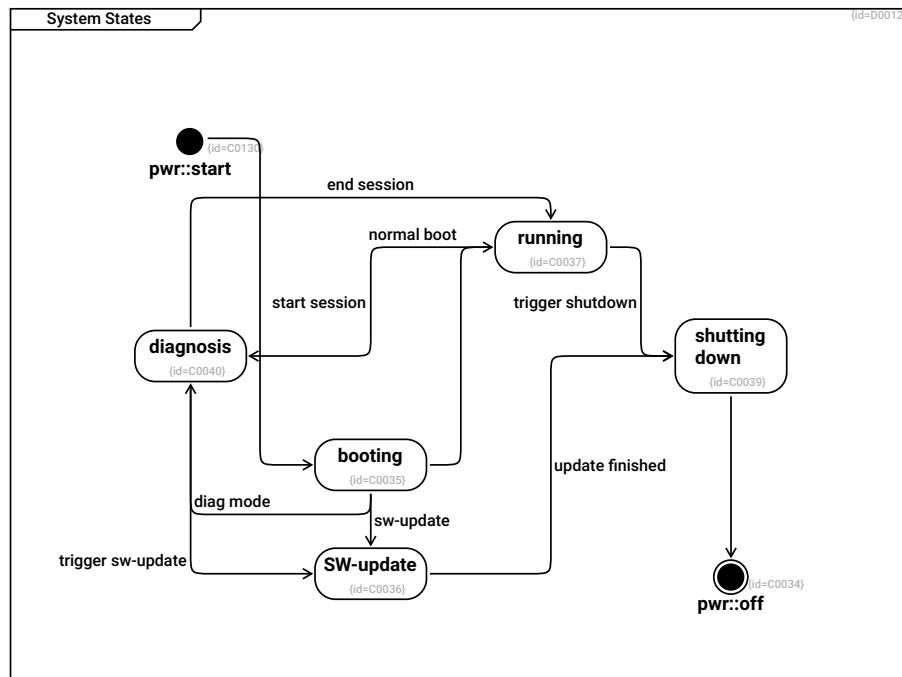 System States
{id=D0012
{id=C0130}
pwr::start
end session
normal boot
running
{id=C0037}
start session
trigger shutdown
diagnosis
{id=C0040}
shutting
down
{id=C0039}
booting
{id=C0035}
update finished
diag mode
sw-update
trigger sw-update
SW-update
{id=C0036}
{id=C0034}
pwr::off